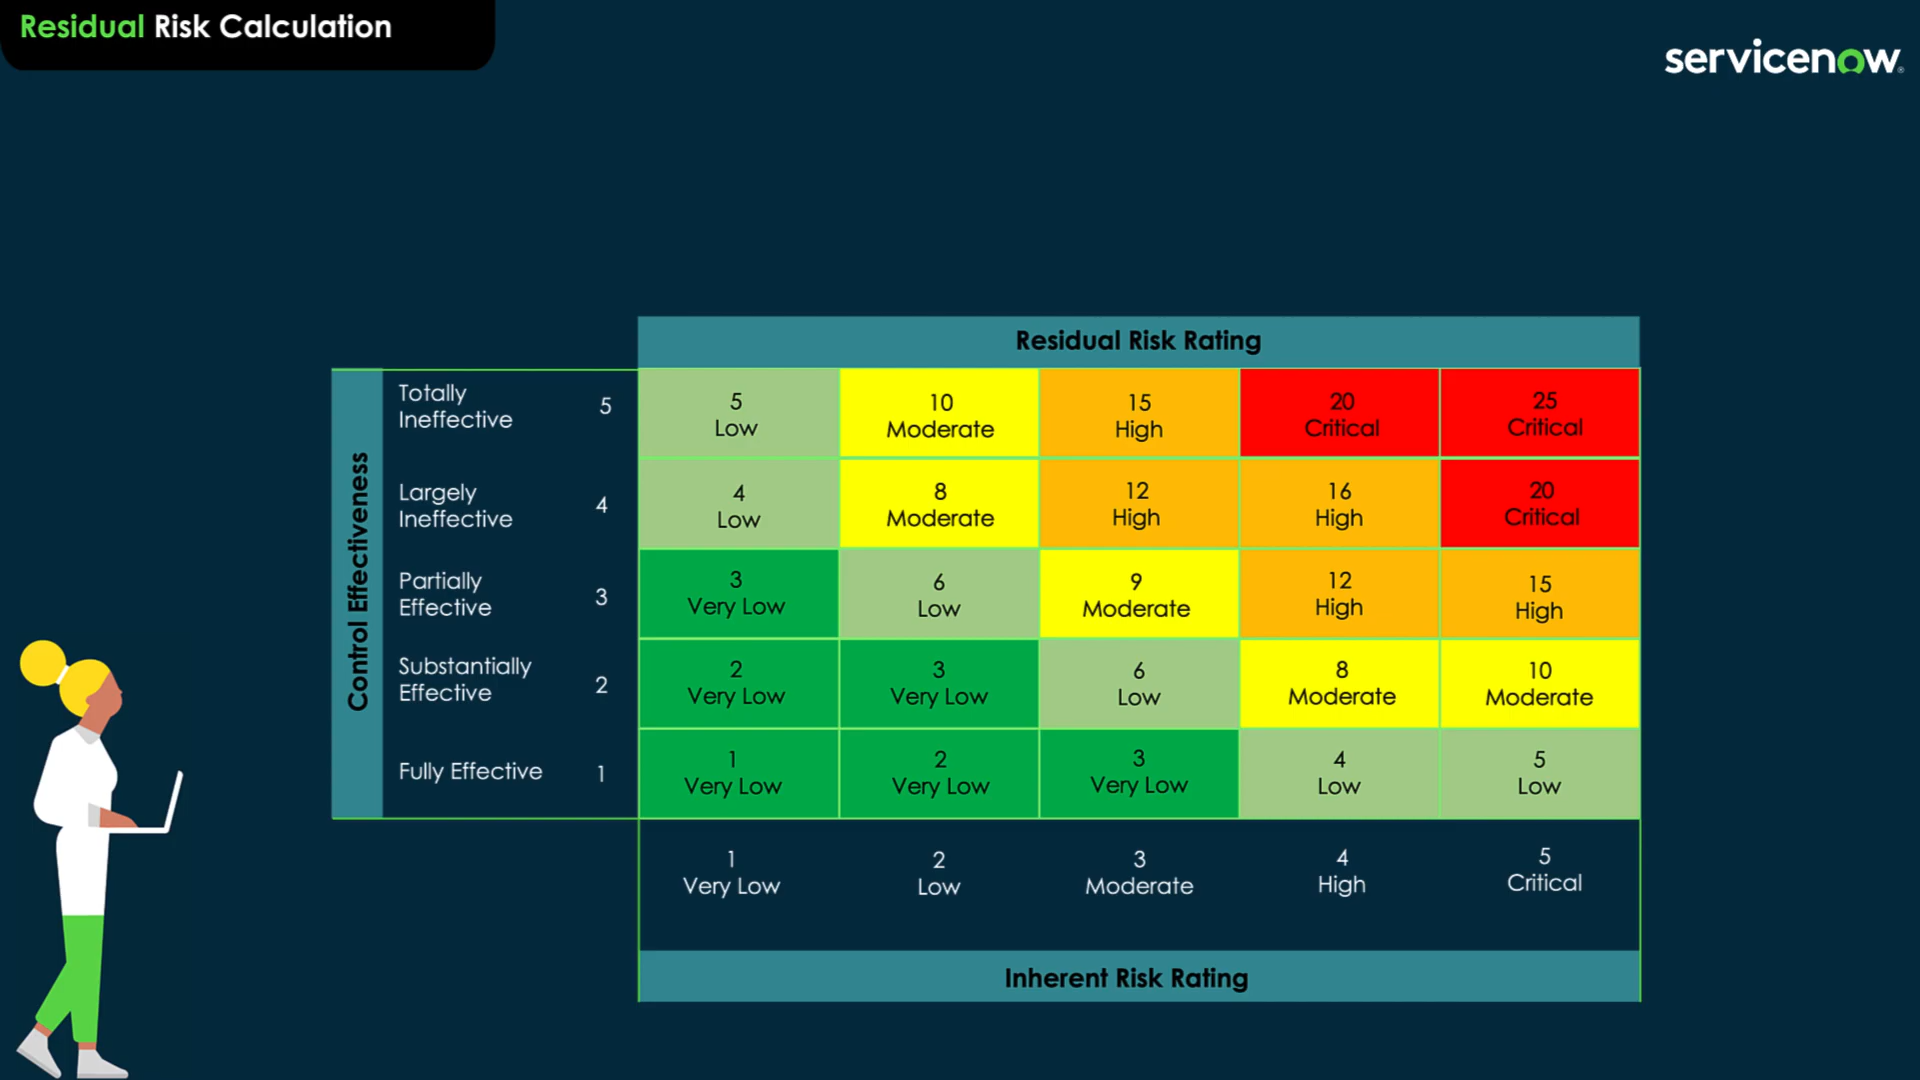 Residual Risk Calculation
servicenow
Residual Risk Rating
Control Effectiveness
Totally
Ineffective
5
5
Low
10
Moderate
15
High
20
Critical
25
Critical
Largely
Ineffective
4
4
Low
8
Moderate
12
High
16
High
20
Critical
Partially
Effective
3
3
Very Low
6
Low
9
Moderate
12
High
15
High
Substantially
Effective
2
2
Very Low
3
Very Low
6
Low
8
Moderate
10
Moderate
Fully Effective
1
1
Very Low
2
Very Low
3
Very Low
4
Low
5
Low
1
Very Low
2
Low
3
Moderate
4
High
5
Critical
Inherent Risk Rating